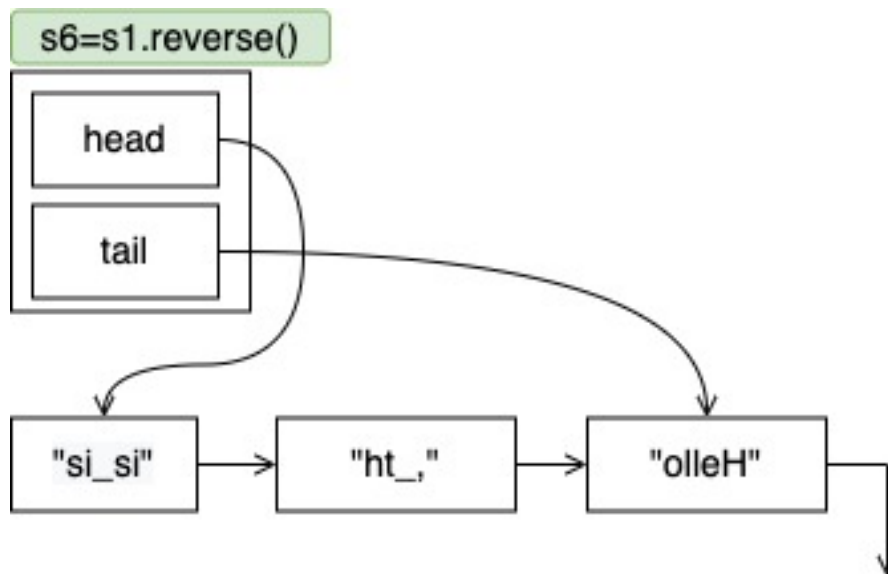 s6=s1.reverse()
head
tail
"si_si"
"ht_,"
"olleH"